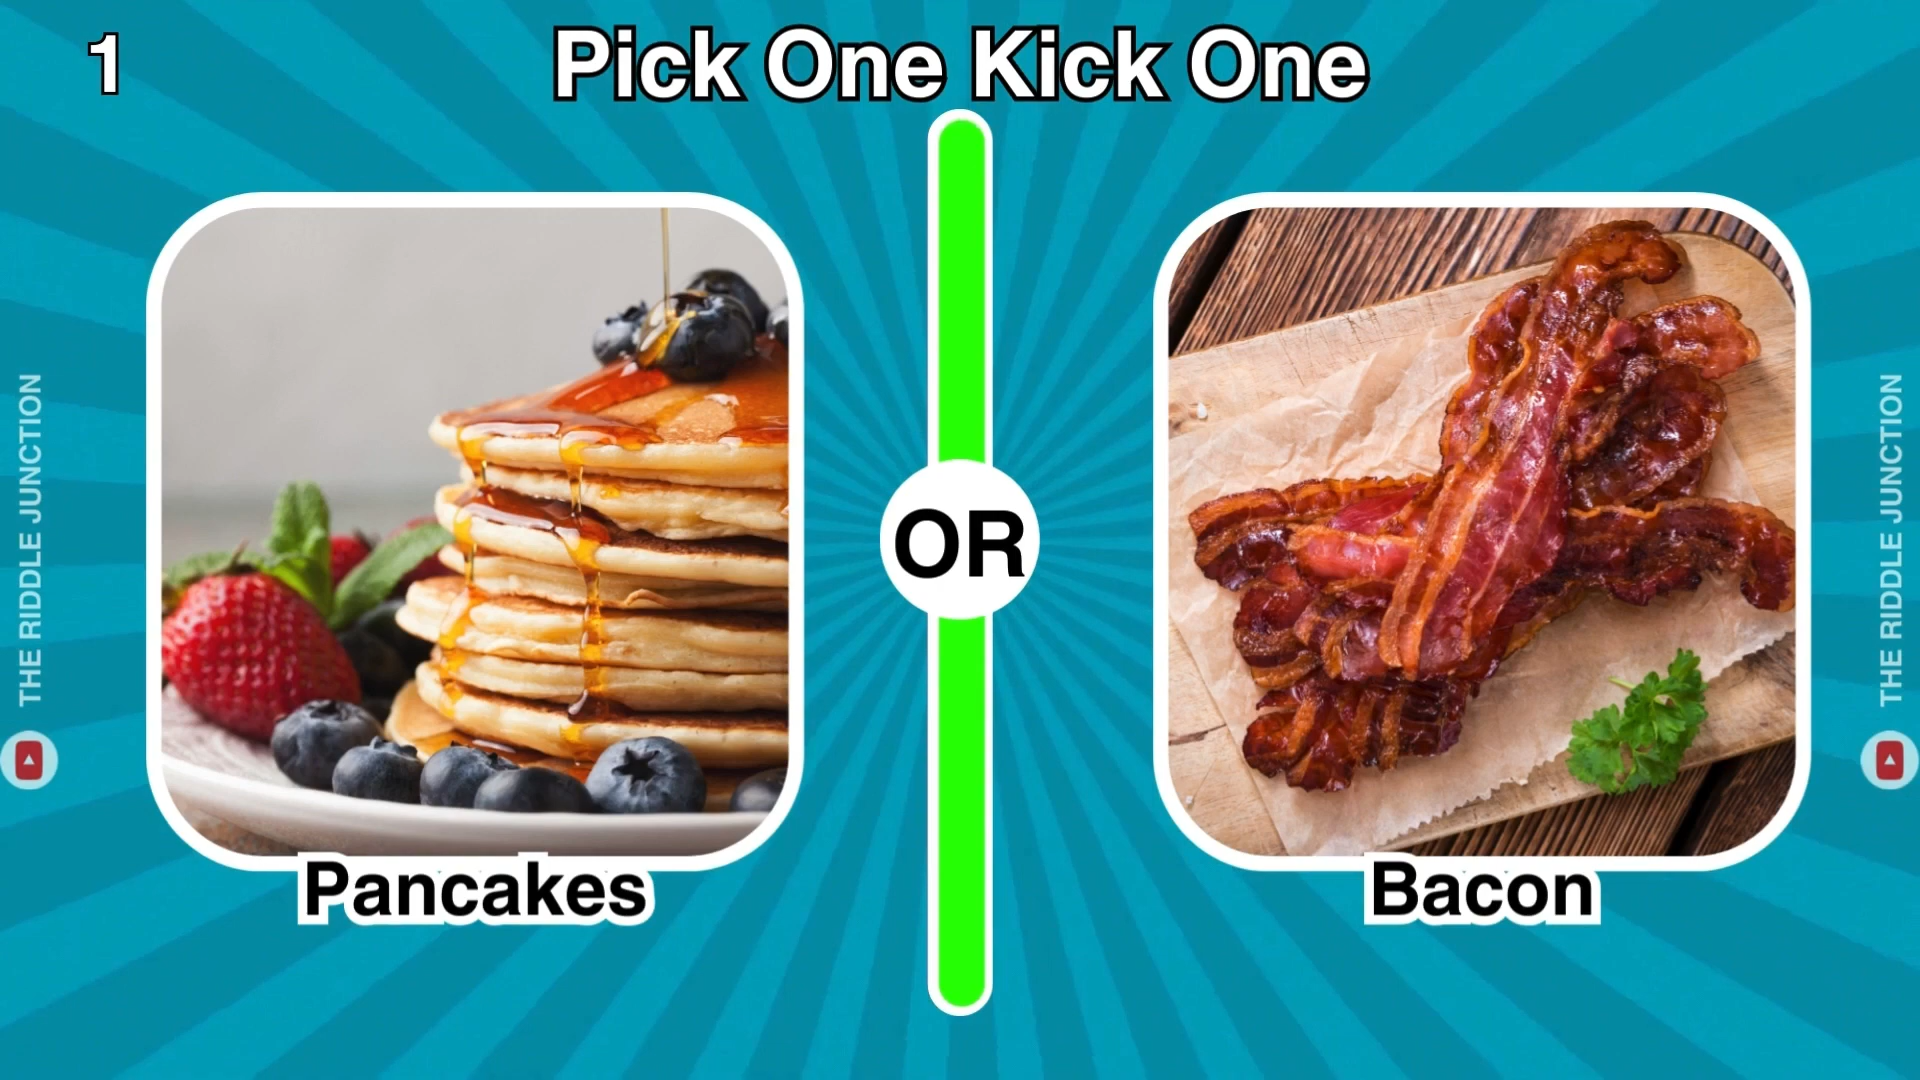 1
Pick One Kick One
THE RIDDLE JUNCTION
OR
THE RIDDLE JUNCTION
Pancakes
Bacon